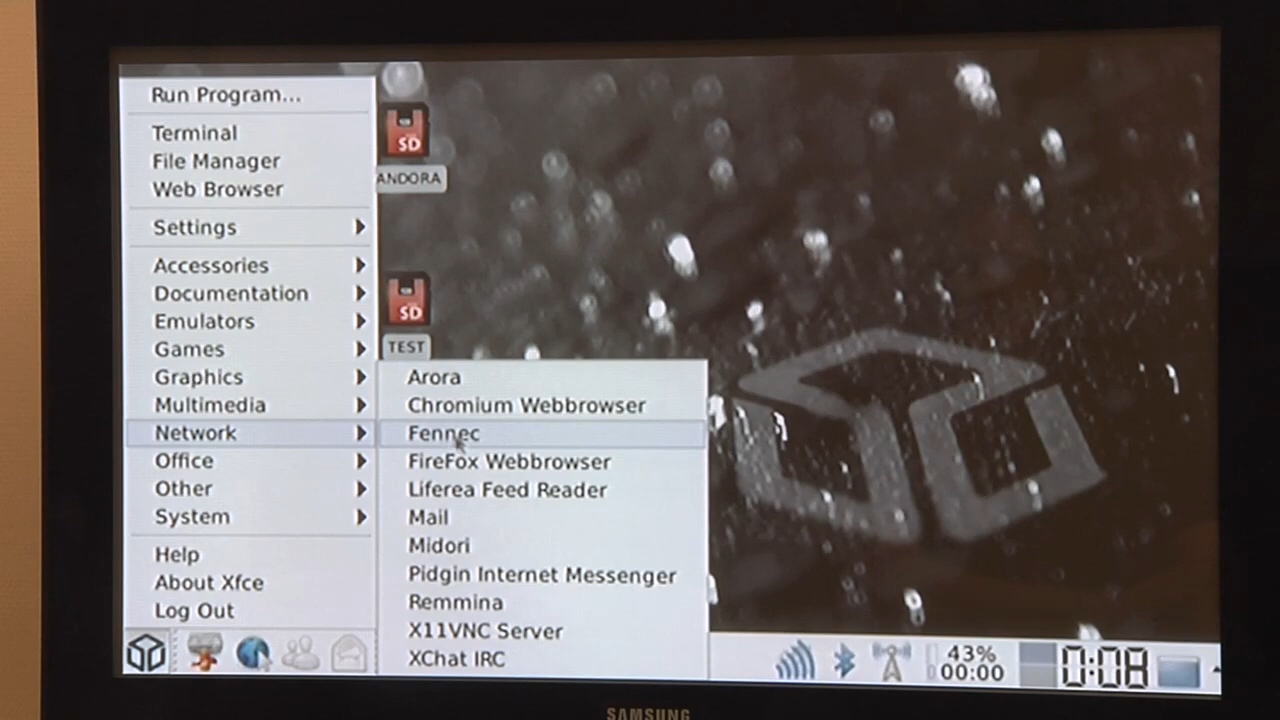 Run Program...
Terminal
File Manager
Web Browser
Settings
Accessories
Documentation
Emulators
Games
Graphics
Multimedia
Network
Office
Other
System
Help
About Xfce
Log Out
SD
ANDORA
SD
TEST
Arora
Chromium Webbrowser
Fennec
FireFox Webbrowser
Liferea Feed Reader
Mail
Midori
Pidgin Internet Messenger
Remmina
X11VNC Server
XChat IRC
43%
00:00
0:08
SAMSUNG